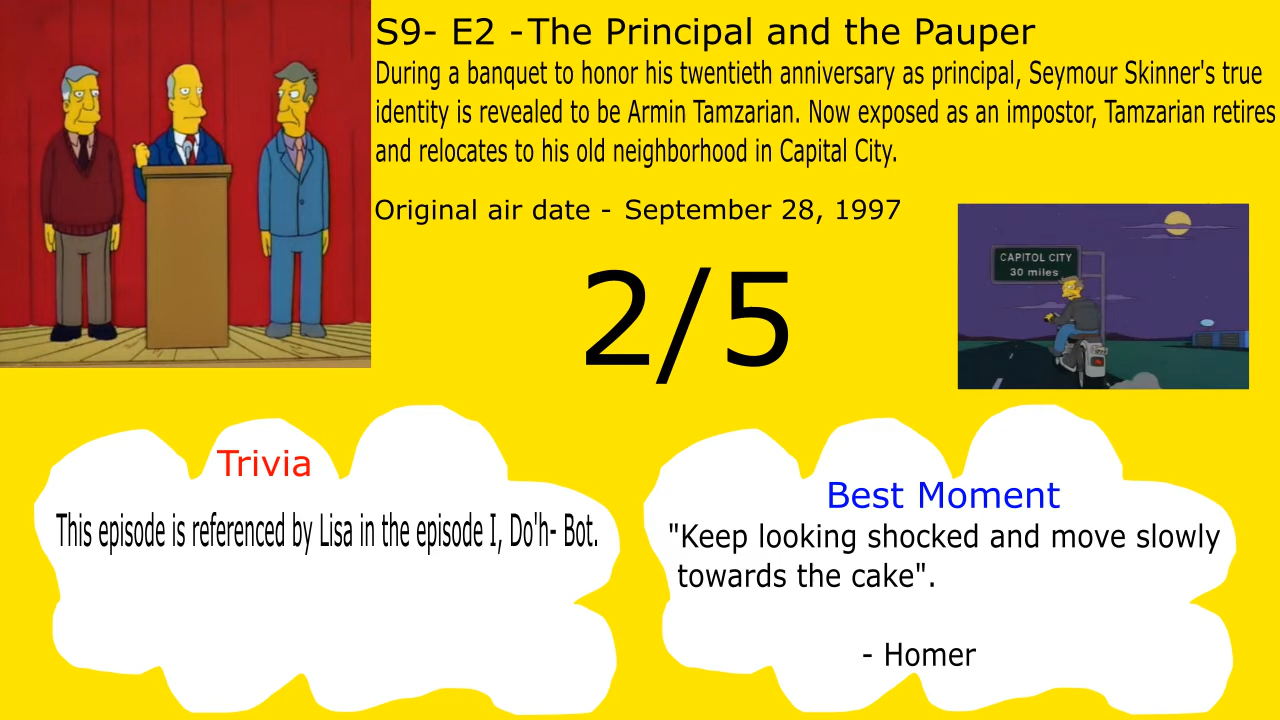 S9- E2 -The Principal and the Pauper
During a banquet to honor his twentieth anniversary as principal, Seymour Skinner's true
identity is revealed to be Armin Tamzarian. Now exposed as an impostor, Tamzarian retires
and relocates to his old neighborhood in Capital City.
Original air date - September 28, 1997
CAPITOL CITY
30 miles
2/5
Trivia
This episode is referenced by Lisa in the episode I, Do'h- Bot.
Best Moment
"Keep looking shocked and move slowly
towards the cake".
- Homer